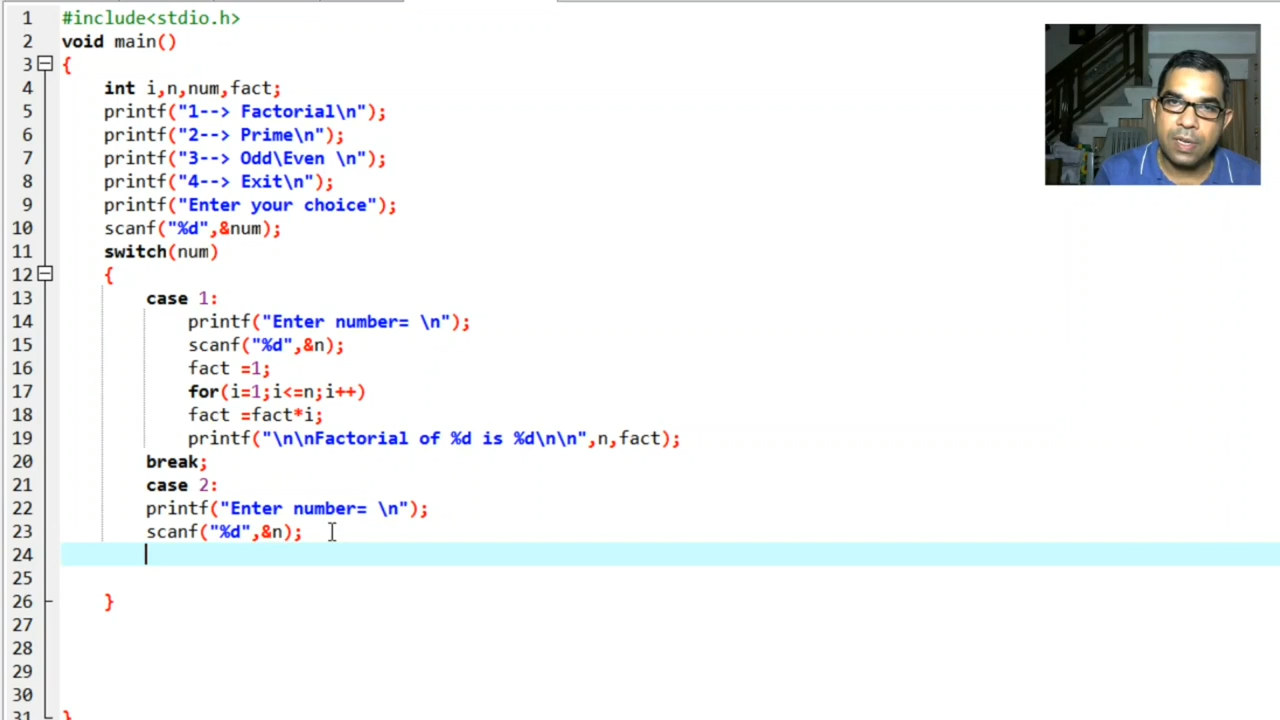 1 #include<stdio.h>
2 void main()
3 {
4 int i,n,num,fact;
5 printf("1--> Factorial\n");
6 printf("2--> Prime\n");
7 printf("3--> Odd\Even \n");
8 printf("4--> Exit\n");
9 printf("Enter your choice");
10 scanf("%d",&num);
11 switch(num)
12 {
13 case 1:
14 printf("Enter number= \n");
15 scanf("%d",&n);
16 fact =1;
17 for(i=1;i<=n;i++)
18 fact =fact*i;
19 printf("\n\nFactorial of %d is %d\n\n",n,fact);
20 break;
21 case 2:
22 printf("Enter number= \n");
23 scanf("%d",&n);
24
25
26 }
27
28
29
30
31 }